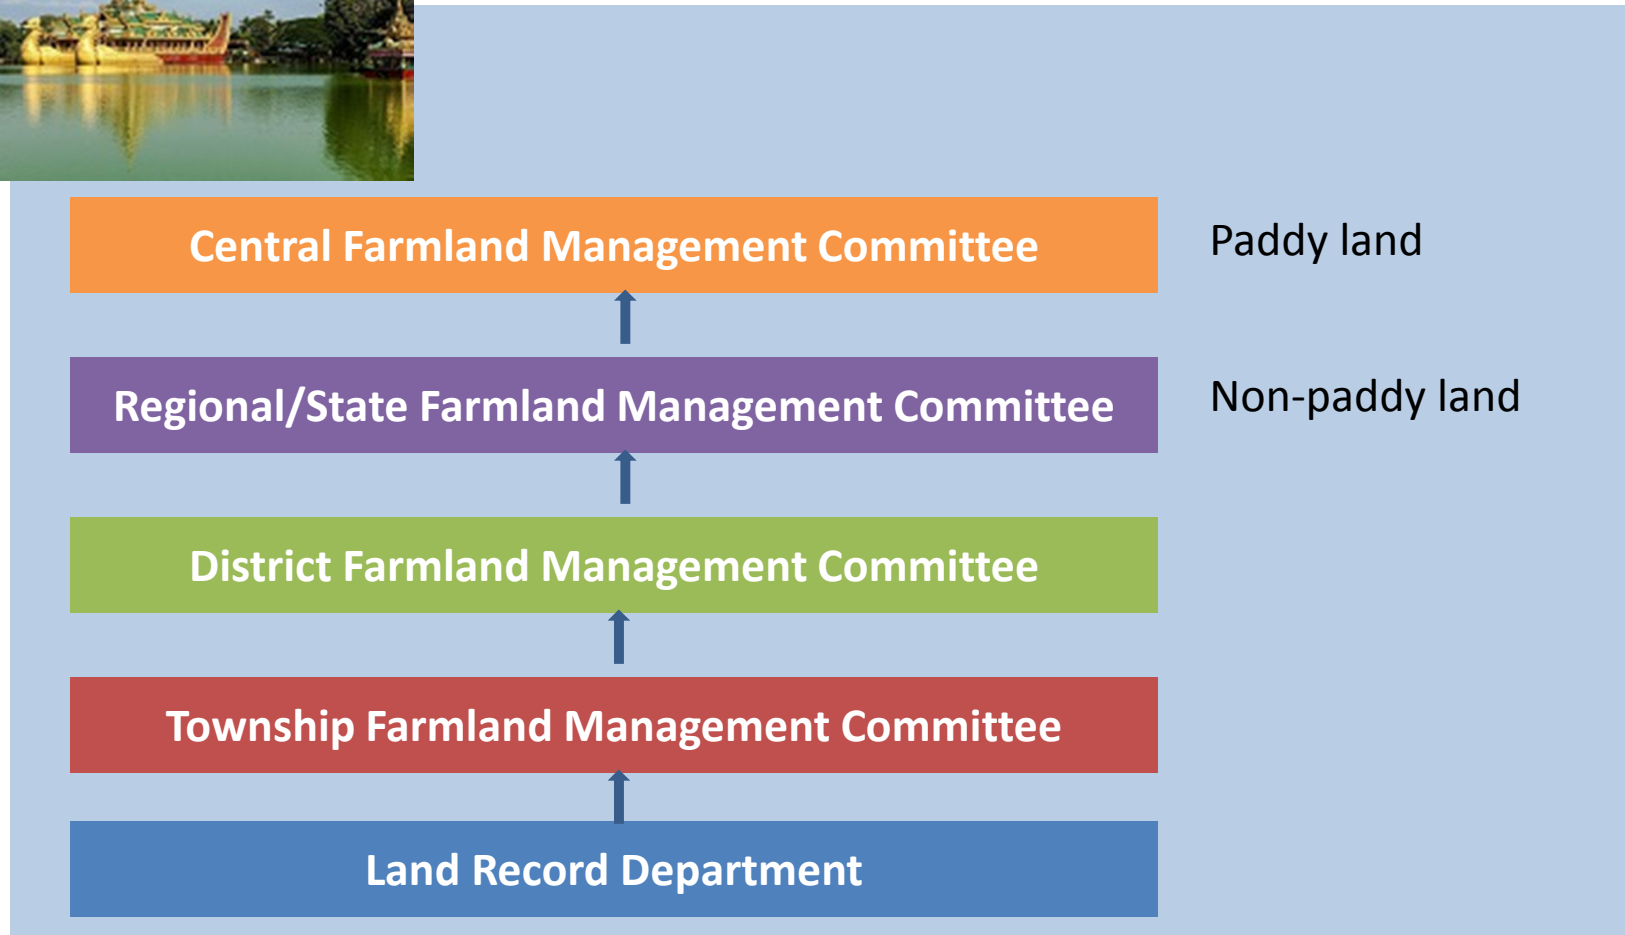 Central Farmland Management Committee
Paddy land
Regional/State Farmland Management Committee
Non-paddy land
District Farmland Management Committee
Township Farmland Management Committee
Land Record Department